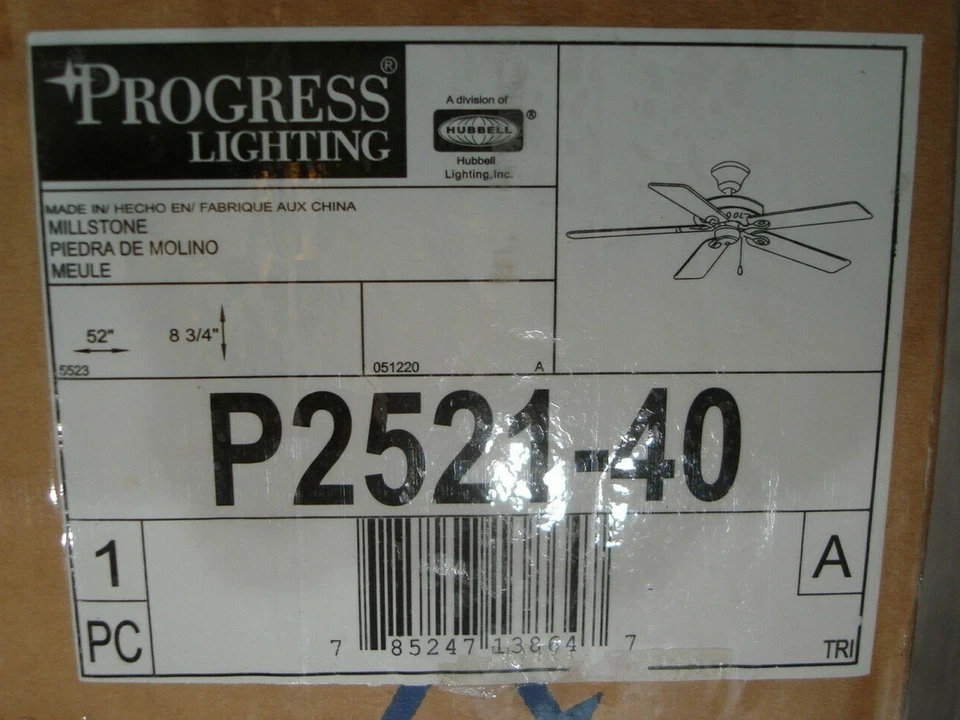 PROGRESS®
LIGHTING
A division of
HUBBELL®
Hubbell
Lighting, Inc.
MADE IN/ HECHO EN/ FABRIQUE AUX CHINA
MILLSTONE
PIEDRA DE MOLINO
MEULE
52"
8 3/4"
5523
051220 A
P2521-40
1
PC
A
7 85247 13864 7
TRI